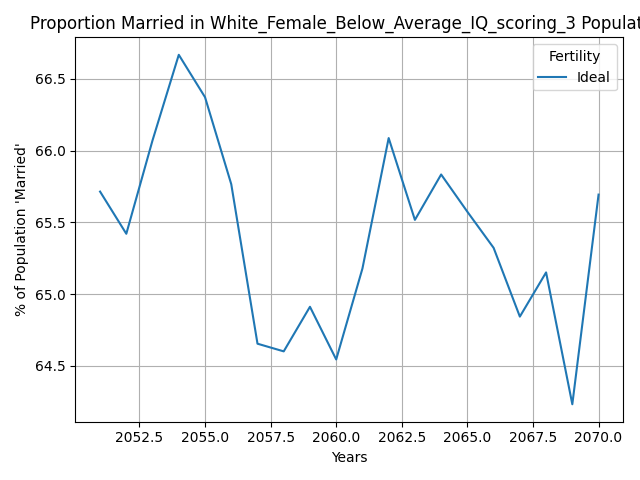 Proportion Married in White_Female_Below_Average_IQ_scoring_3 Populat
Fertility
Ideal
% of Population 'Married'
66.5
66.0
65.5
65.0
64.5
2052.5 2055.0 2057.5 2060.0 2062.5 2065.0 2067.5 2070.0
Years